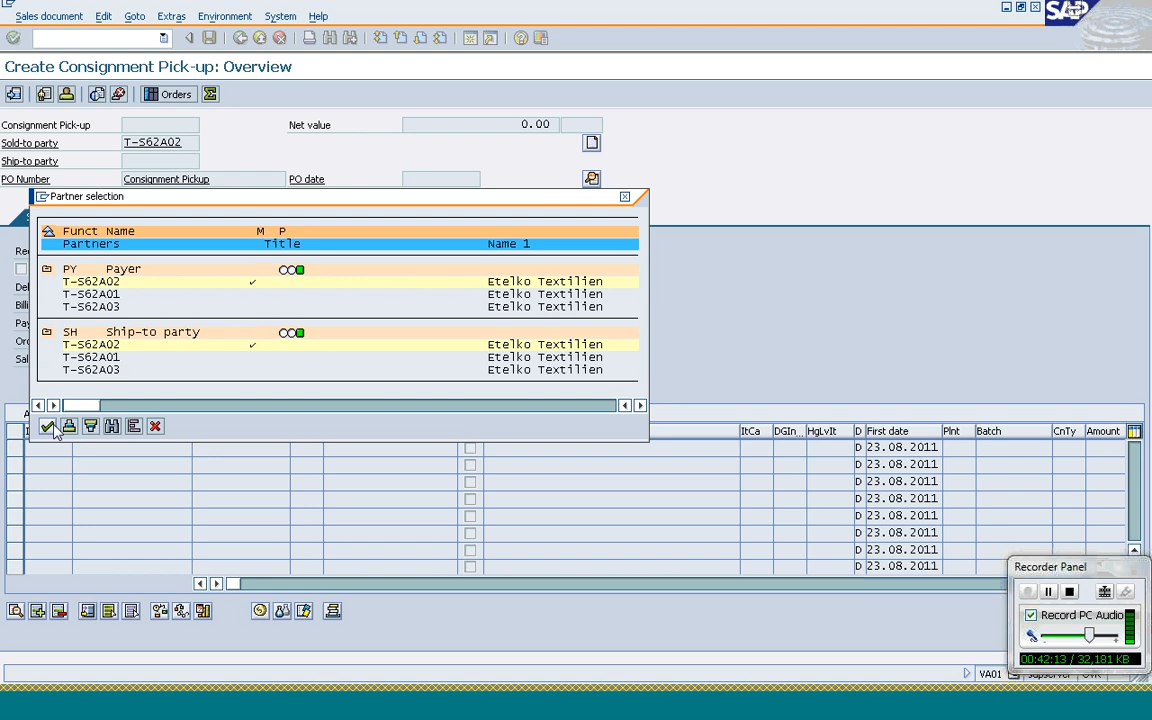 Sales document Edit Goto Extras Environment System Help
SAP
Create Consignment Pick-up: Overview
Orders
Consignment Pick-up Net value 0.00
Sold-to party T-S62A02
Ship-to party
PO Number Consignment Pickup PO date
Partner selection
Funct Name M P
Partners Title Name 1
PY Payer
T-S62A02 Etelko Textilien
T-S62A01 Etelko Textilien
T-S62A03 Etelko Textilien
SH Ship-to party
T-S62A02 Etelko Textilien
T-S62A01 Etelko Textilien
T-S62A03 Etelko Textilien
ItCa DGIn... HgLvIt D First date Plnt Batch CnTy Amount
D 23.08.2011
D 23.08.2011
D 23.08.2011
D 23.08.2011
D 23.08.2011
D 23.08.2011
D 23.08.2011
D 23.08.2011
Recorder Panel
Record PC Audio
00:42:13 / 32,181 KB
VA01 OVR